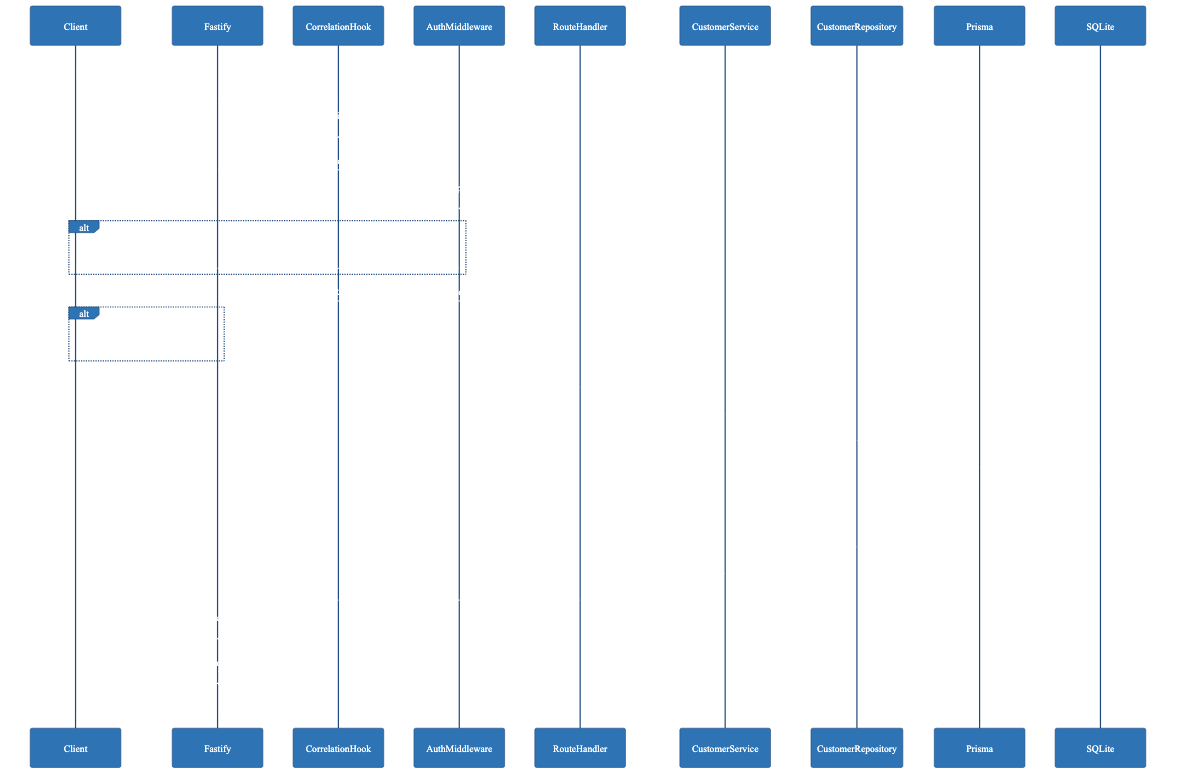 Client
Fastify
CorrelationHook
AuthMiddleware
RouteHandler
CustomerService
CustomerRepository
Prisma
SQLite
alt
alt
Client
Fastify
CorrelationHook
AuthMiddleware
RouteHandler
CustomerService
CustomerRepository
Prisma
SQLite